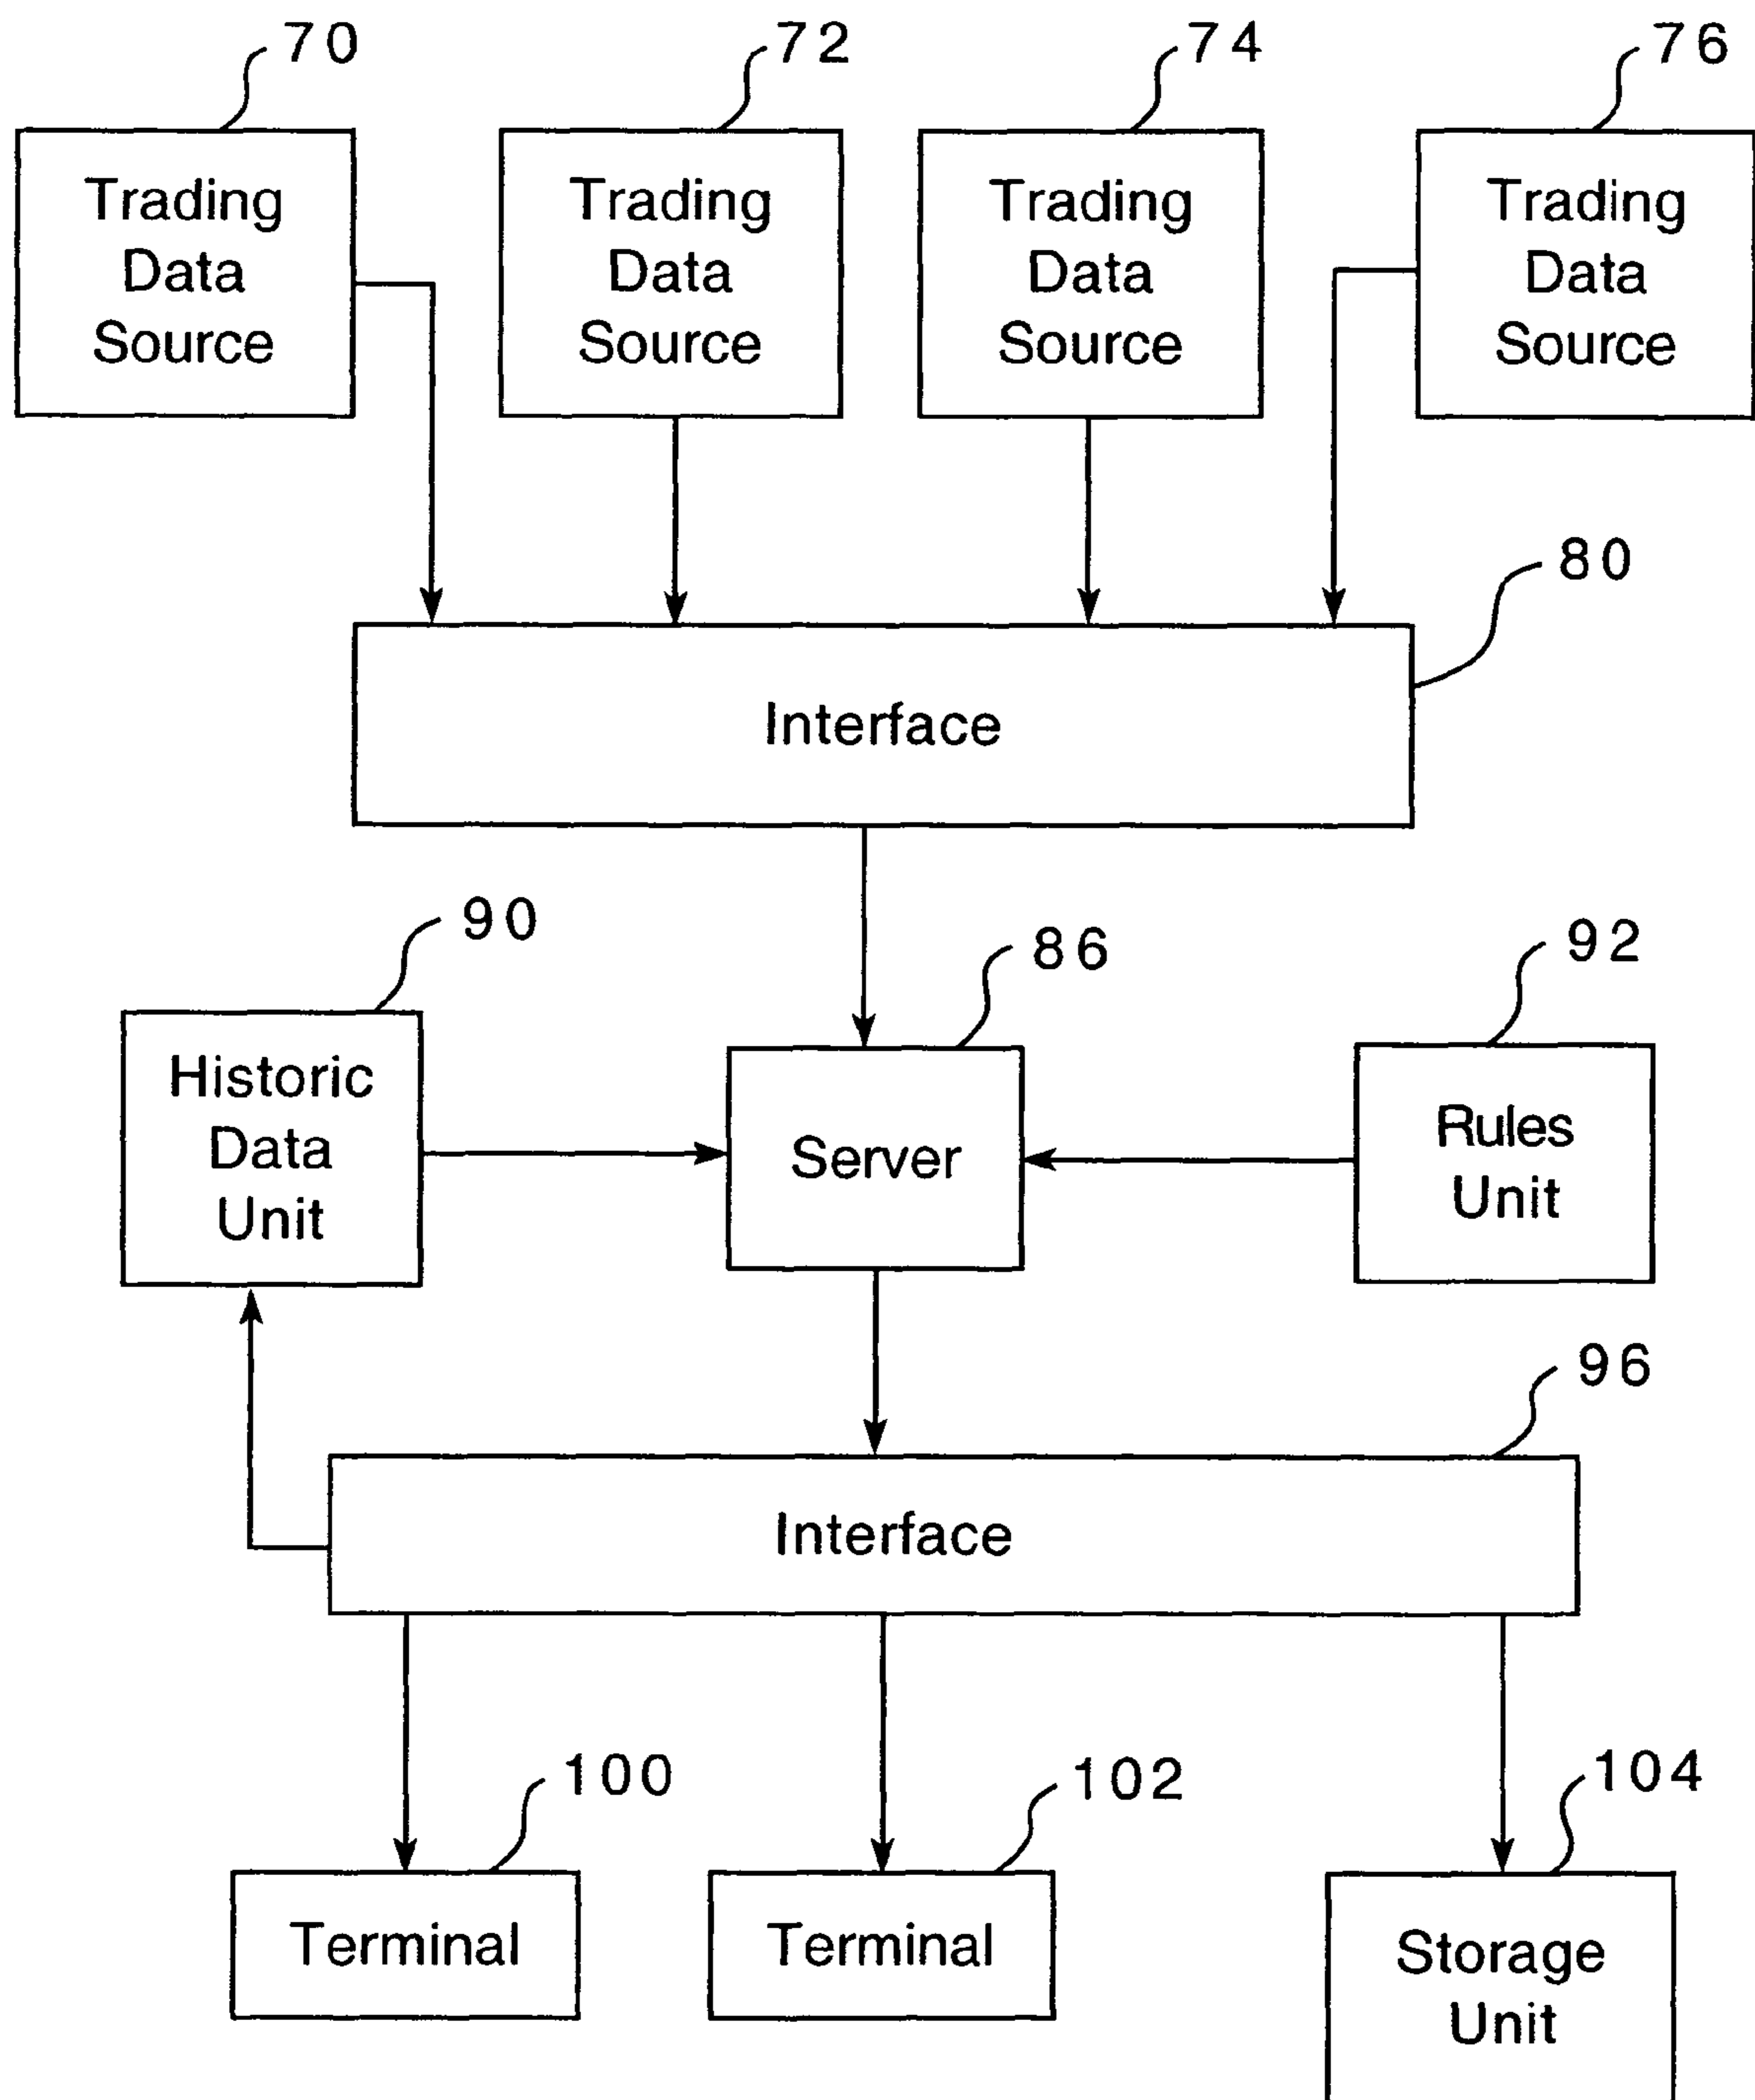 70
72
74
76
Trading
Data
Source
Trading
Data
Source
Trading
Data
Source
Trading
Data
Source
80
Interface
90
86
92
Historic
Data
Unit
Server
Rules
Unit
96
Interface
100
102
104
Terminal
Terminal
Storage
Unit